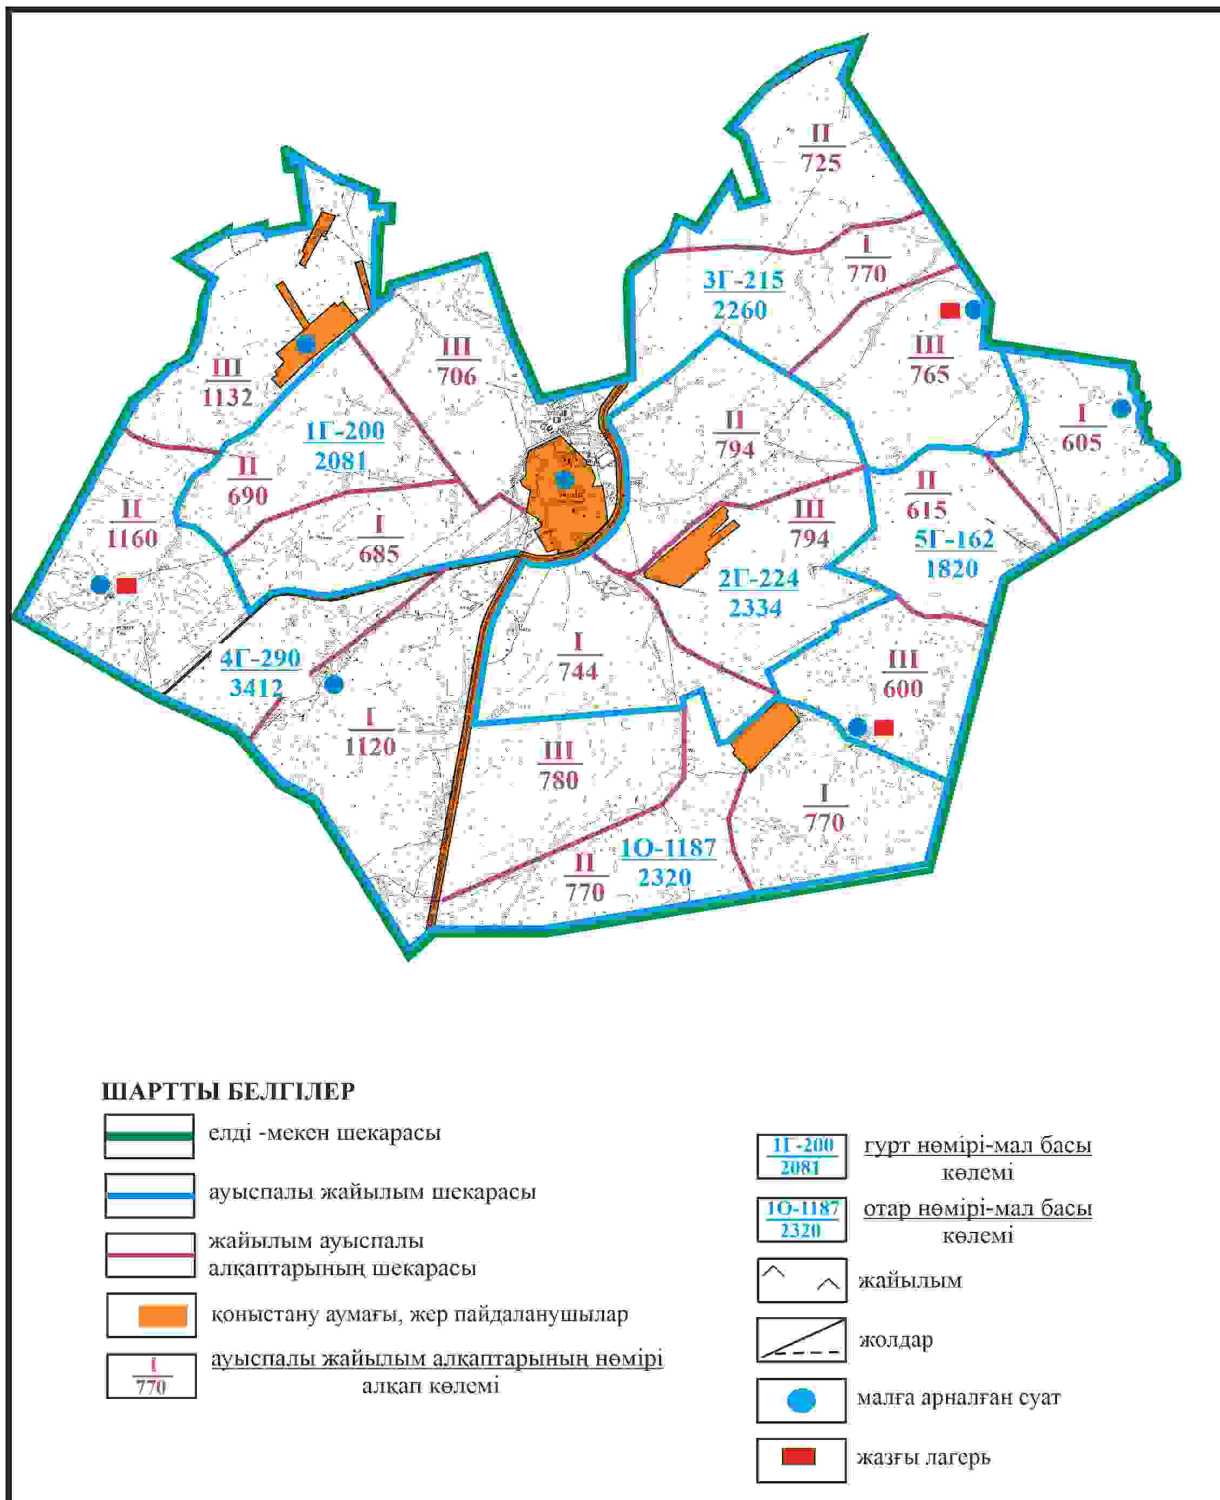 II
725
I
770
3Г-215
2260
III
765
III
706
III
1132
I
605
II
794
1Г-200
2081
II
690
II
615
II
1160
I
685
III
794
5Г-162
1820
2Г-224
2334
4Г-290
3412
I
744
III
600
I
1120
III
780
I
770
II
770
1О-1187
2320
ШАРТТЫ БЕЛГІЛЕР
елді -мекен шекарасы
ауыспалы жайылым шекарасы
жайылым ауыспалы
алқаптарының шекарасы
қоныстану аумағы, жер пайдаланушылар
I
770
ауыспалы жайылым алқаптарының нөмірі
алқап көлемі
1Г-200
2081
гурт нөмірі-мал басы
көлемі
1О-1187
2320
отар нөмірі-мал басы
көлемі
жайылым
жолдар
малға арналған суат
жазғы лагерь